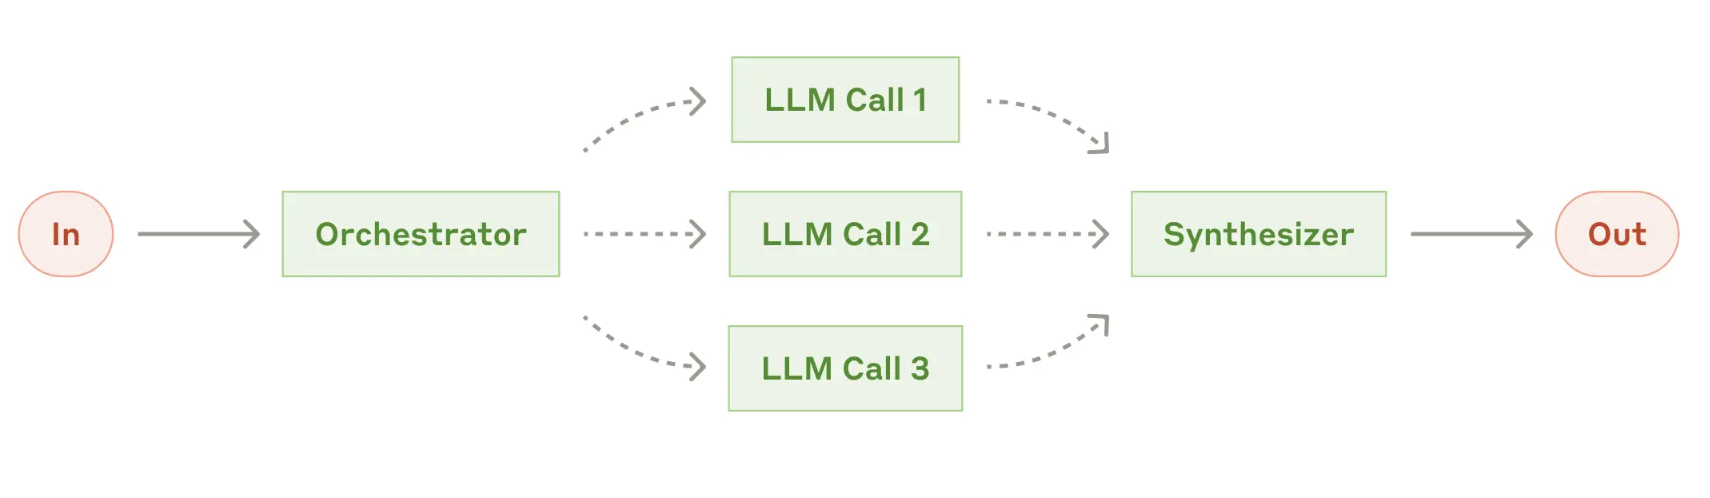 In
Orchestrator
LLM Call 1
LLM Call 2
LLM Call 3
Synthesizer
Out